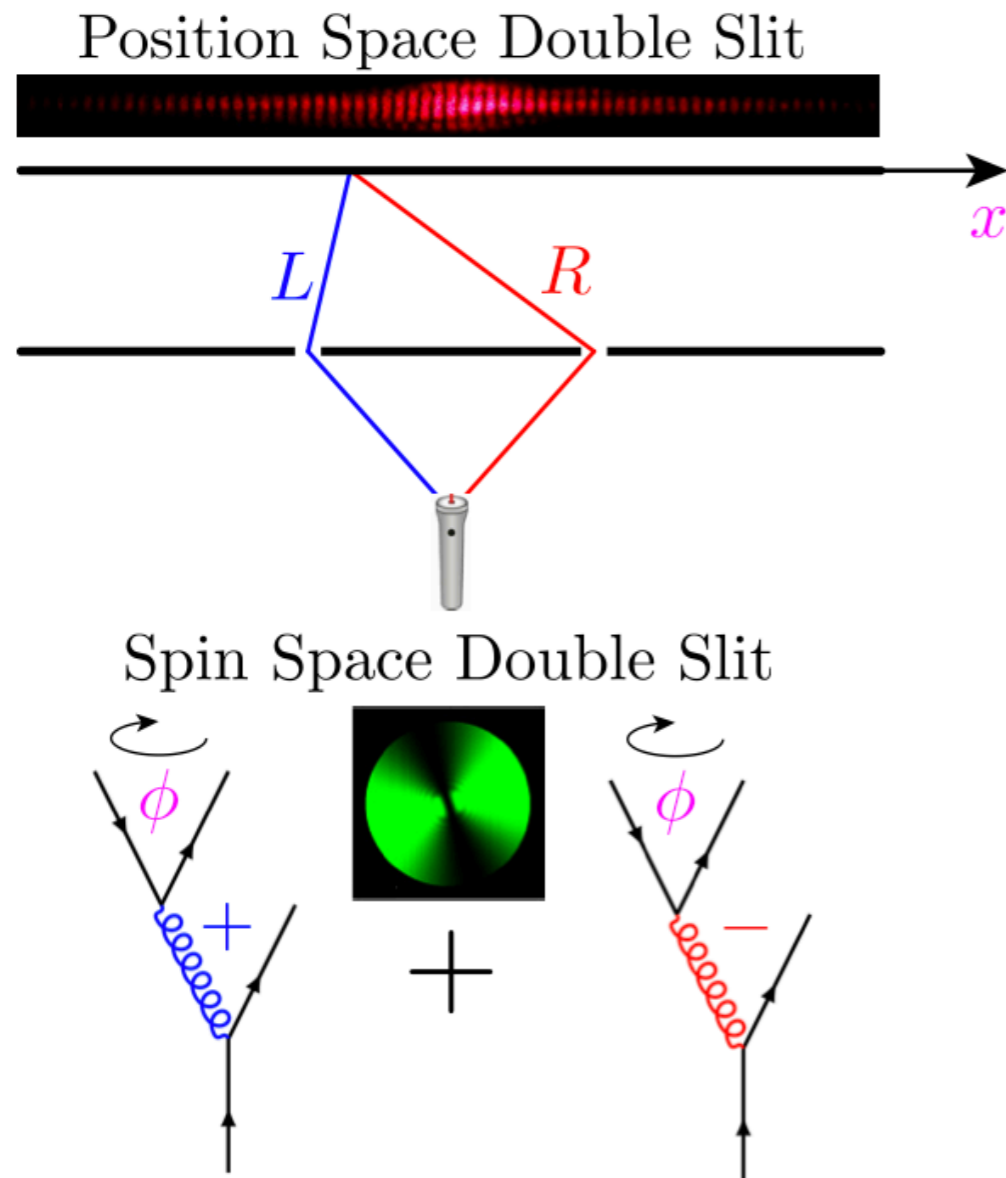 Position Space Double Slit
x
L
R
Spin Space Double Slit
ϕ
ϕ
+
−
+